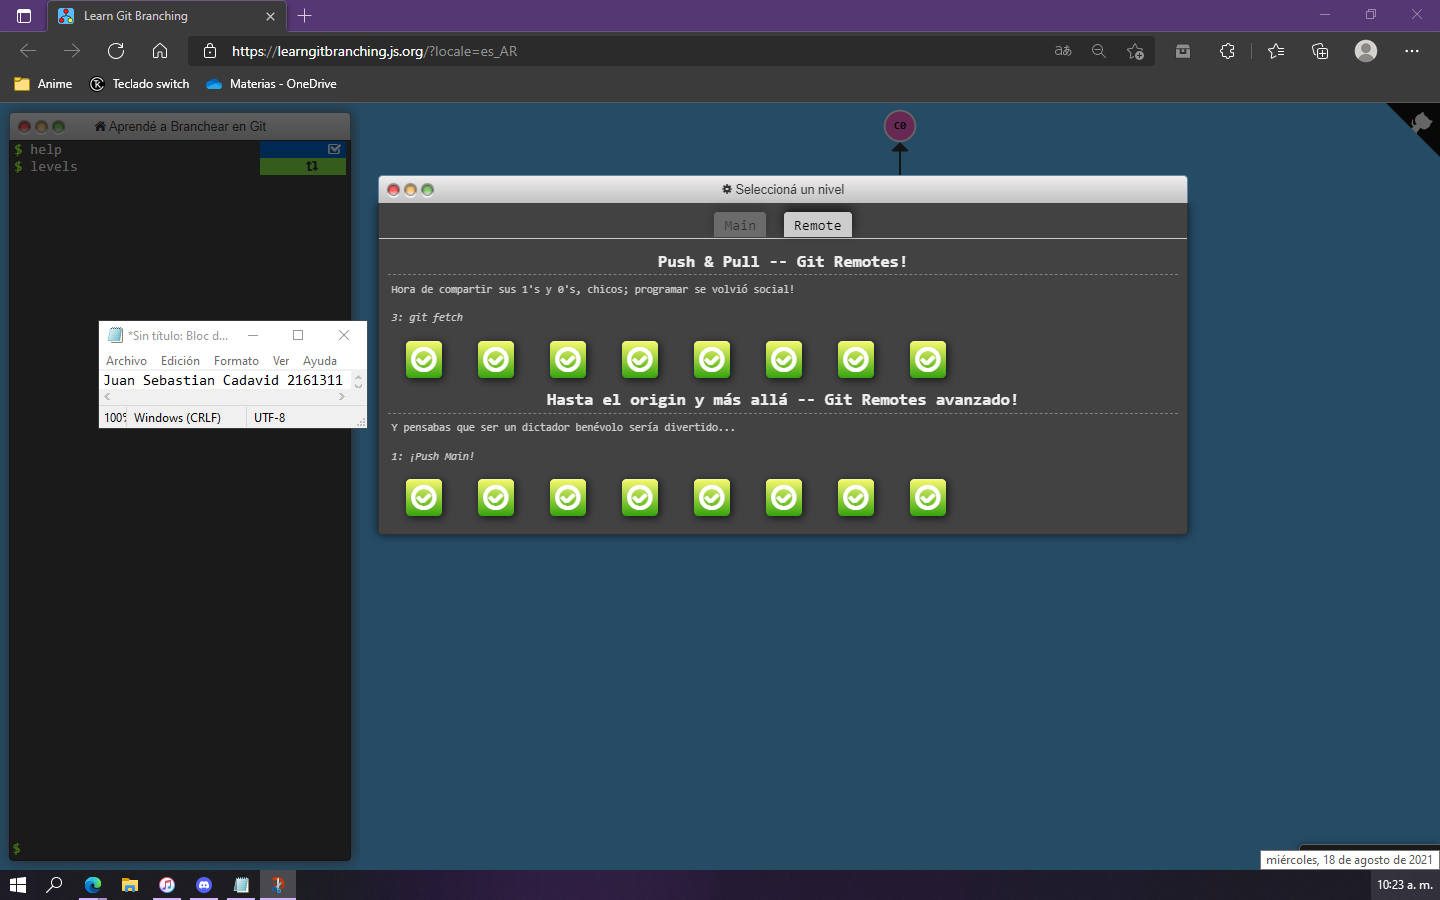 Learn Git Branching
https://learngitbranching.js.org/?locale=es_AR
Anime
Teclado switch
Materias - OneDrive
Aprendé a Branchear en Git
$ help
$ levels
C0
Seleccioná un nivel
Main
Remote
Push & Pull -- Git Remotes!
Hora de compartir sus 1's y 0's, chicos; programar se volvió social!
3: git fetch
Hasta el origin y más allá -- Git Remotes avanzado!
Y pensabas que ser un dictador benévolo sería divertido...
1: ¡Push Main!
*Sin título: Bloc d...
Archivo Edición Formato Ver Ayuda
Juan Sebastian Cadavid 2161311
100% Windows (CRLF) UTF-8
$
miércoles, 18 de agosto de 2021
10:23 a. m.